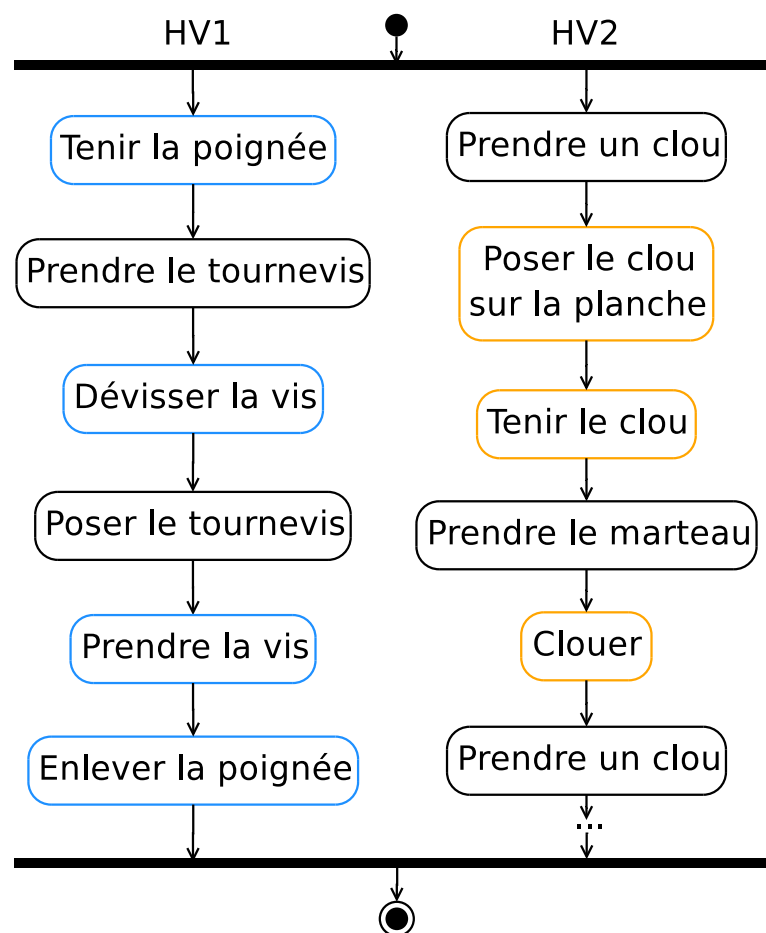 HV1
Tenir la poignée
Prendre le tournevis
Dévisser la vis
Poser le tournevis
Prendre la vis
Enlever la poignée
HV2
Prendre un clou
Poser le clou
sur la planche
Tenir le clou
Prendre le marteau
Clouer
Prendre un clou
...